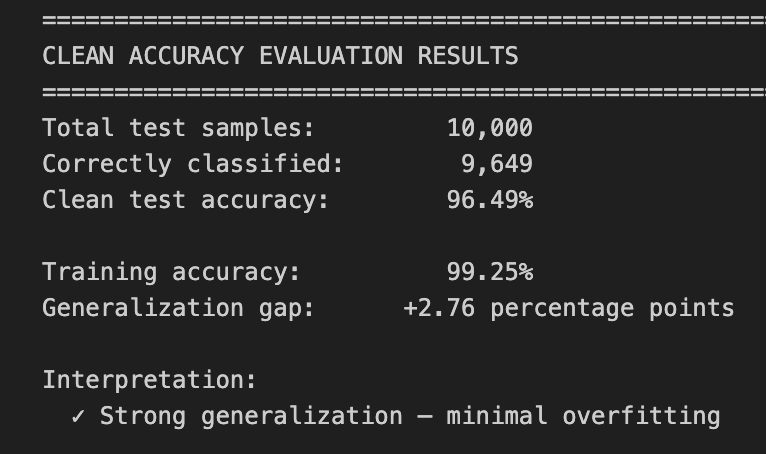 =====================================================
CLEAN ACCURACY EVALUATION RESULTS
=====================================================
Total test samples:         10,000
Correctly classified:        9,649
Clean test accuracy:        96.49%

Training accuracy:          99.25%
Generalization gap:      +2.76 percentage points

Interpretation:
  ✓ Strong generalization — minimal overfitting